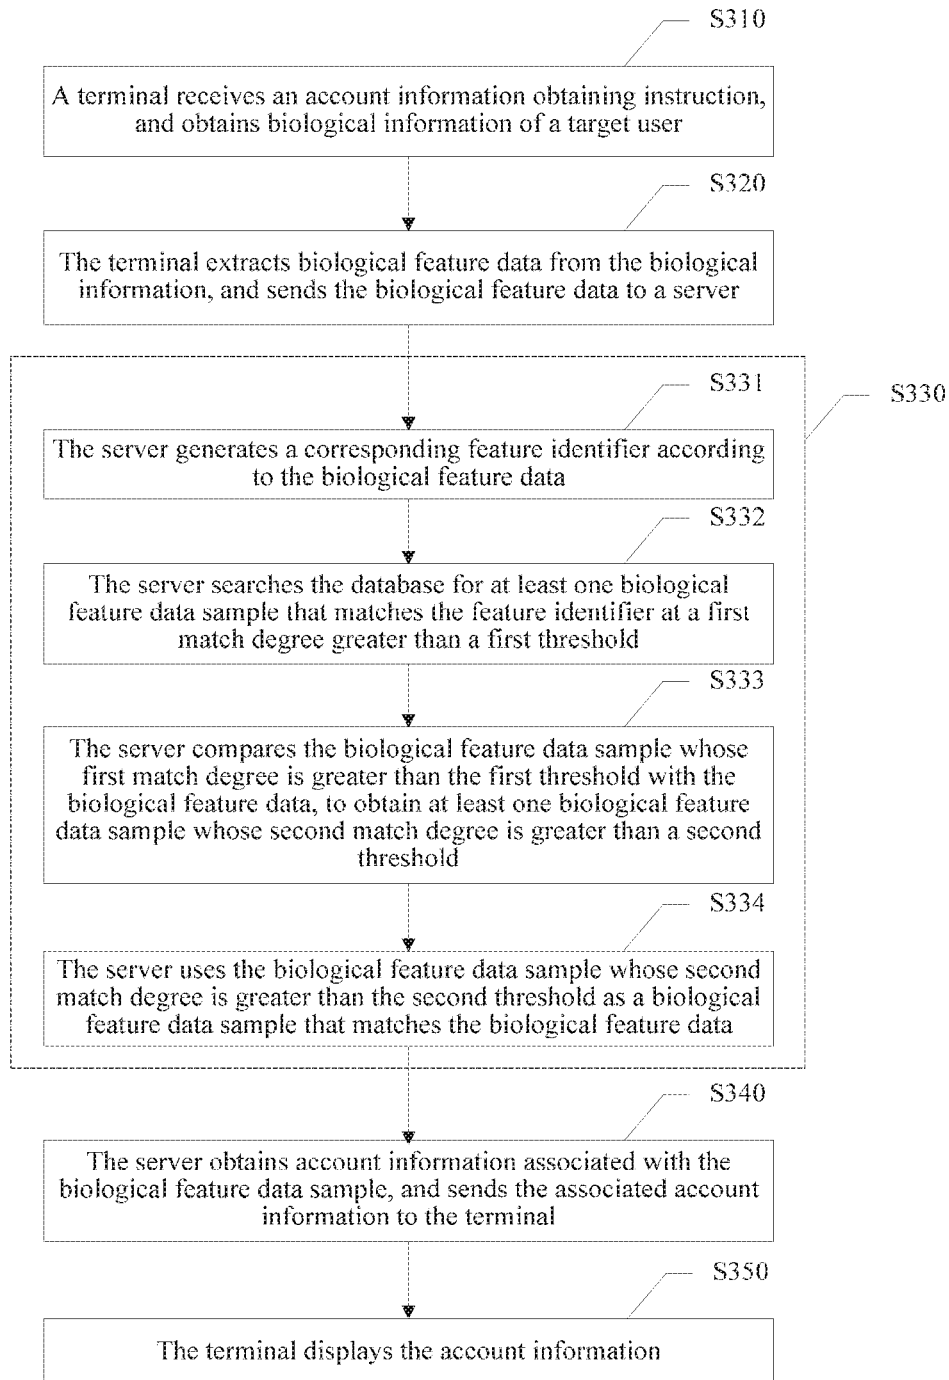 S310
A terminal receives an account information obtaining instruction,
and obtains biological information of a target user
S320
The terminal extracts biological feature data from the biological
information, and sends the biological feature data to a server
S330
S331
The server generates a corresponding feature identifier according
to the biological feature data
S332
The server searches the database for at least one biological
feature data sample that matches the feature identifier at a first
match degree greater than a first threshold
S333
The server compares the biological feature data sample whose
first match degree is greater than the first threshold with the
biological feature data, to obtain at least one biological feature
data sample whose second match degree is greater than a second
threshold
S334
The server uses the biological feature data sample whose second
match degree is greater than the second threshold as a biological
feature data sample that matches the biological feature data
S340
The server obtains account information associated with the
biological feature data sample, and sends the associated account
information to the terminal
S350
The terminal displays the account information